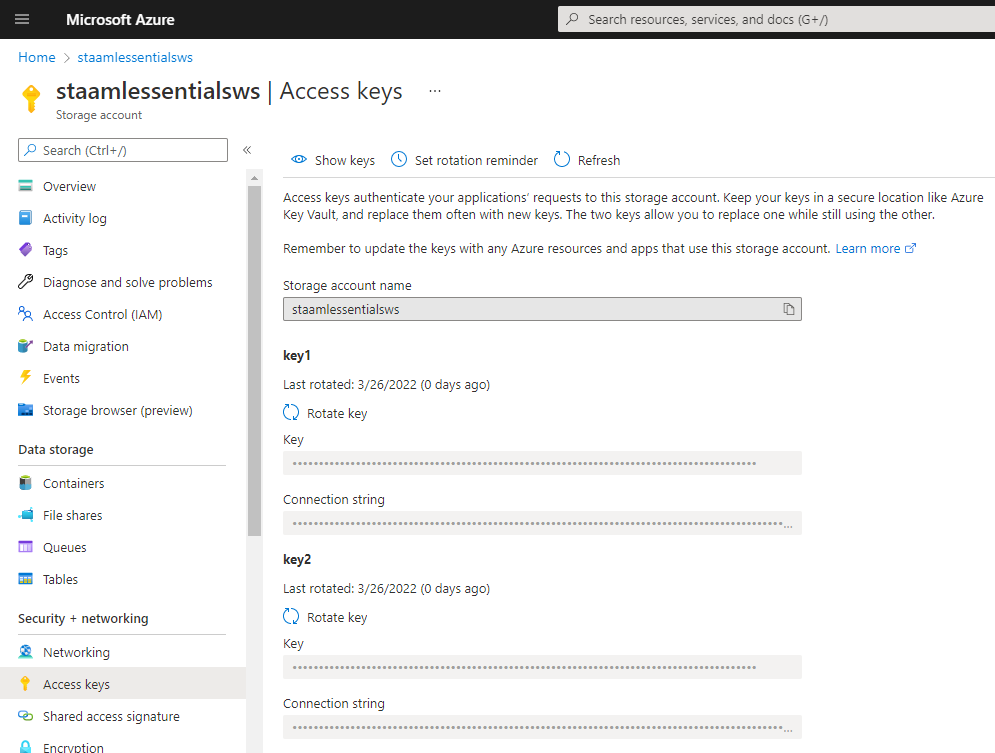 Microsoft Azure
Search resources, services, and docs (G+/)
Home > staamlessentialsws
staamlessentialsws | Access keys ...
Storage account
Search (Ctrl+/)
«
Overview
Activity log
Tags
Diagnose and solve problems
Access Control (IAM)
Data migration
Events
Storage browser (preview)
Data storage
Containers
File shares
Queues
Tables
Security + networking
Networking
Access keys
Shared access signature
Encryption
Show keys
Set rotation reminder
Refresh
Access keys authenticate your applications’ requests to this storage account. Keep your keys in a secure location like Azure
Key Vault, and replace them often with new keys. The two keys allow you to replace one while still using the other.
Remember to update the keys with any Azure resources and apps that use this storage account. Learn more
Storage account name
staamlessentialsws
key1
Last rotated: 3/26/2022 (0 days ago)
Rotate key
Key
Connection string
key2
Last rotated: 3/26/2022 (0 days ago)
Rotate key
Key
Connection string